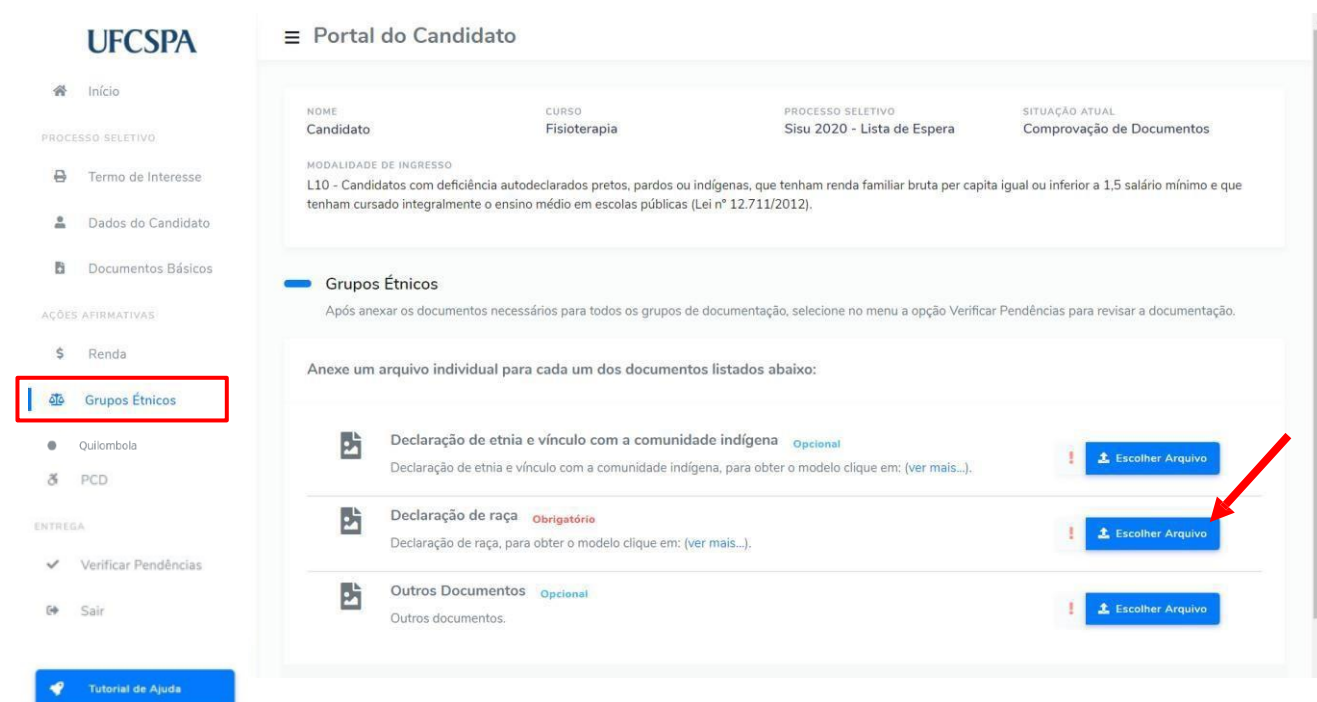 UFCSPA
Início
PROCESSO SELETIVO
Termo de Interesse
Dados do Candidato
Documentos Básicos
AÇÕES AFIRMATIVAS
$ Renda
Grupos Étnicos
Quilombola
PCD
ENTREGA
Verificar Pendências
Sair
Tutorial de Ajuda
Portal do Candidato
NOME
Candidato
CURSO
Fisioterapia
PROCESSO SELETIVO
Sisu 2020 - Lista de Espera
SITUAÇÃO ATUAL
Comprovação de Documentos
MODALIDADE DE INGRESSO
L10 - Candidatos com deficiência autodeclarados pretos, pardos ou indígenas, que tenham renda familiar bruta per capita igual ou inferior a 1,5 salário mínimo e que
tenham cursado integralmente o ensino médio em escolas públicas (Lei n° 12.711/2012).
Grupos Étnicos
Após anexar os documentos necessários para todos os grupos de documentação, selecione no menu a opção Verificar Pendências para revisar a documentação.
Anexe um arquivo individual para cada um dos documentos listados abaixo:
Declaração de etnia e vínculo com a comunidade indígena Opcional
Declaração de etnia e vínculo com a comunidade indígena, para obter o modelo clique em: (ver mais...).
! Escolher Arquivo
Declaração de raça Obrigatório
Declaração de raça, para obter o modelo clique em: (ver mais...).
! Escolher Arquivo
Outros Documentos Opcional
Outros documentos.
! Escolher Arquivo